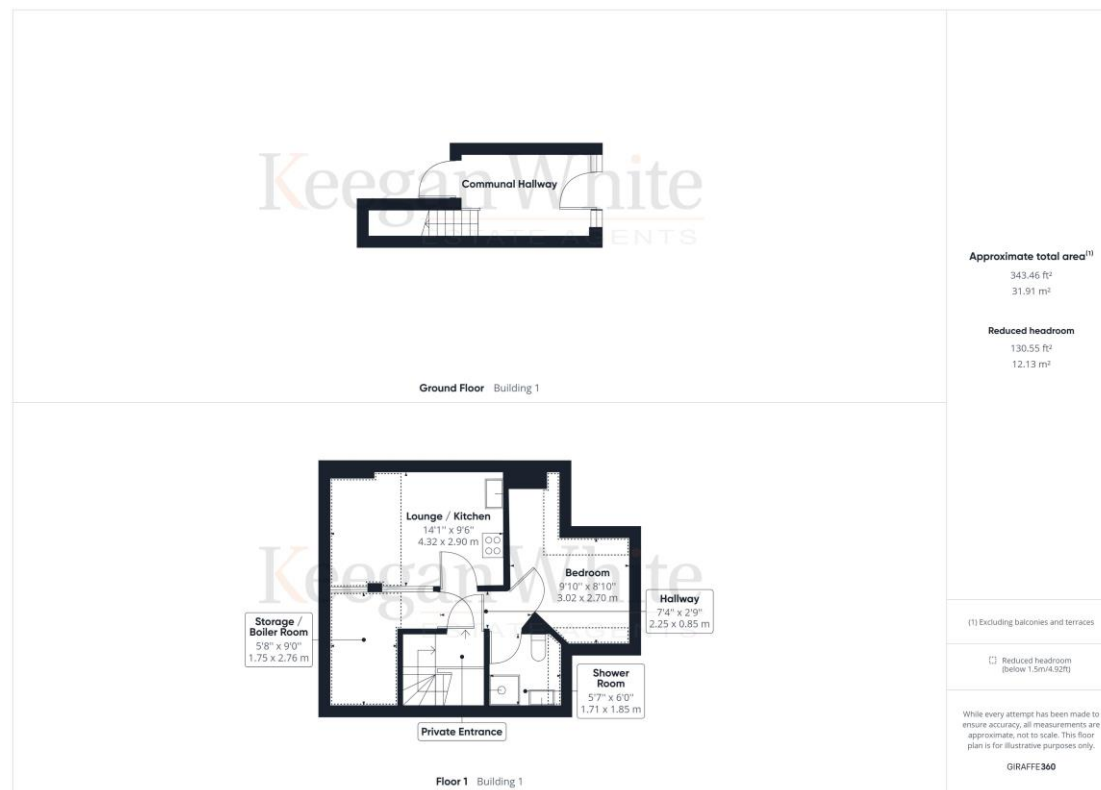 Keegan White
ESTATE AGENTS
Communal Hallway
Ground Floor Building 1
Keegan White
ESTATE AGENTS
Lounge / Kitchen
14'1" x 9'6"
4.32 x 2.90 m
Bedroom
9'10" x 8'10"
3.02 x 2.70 m
Hallway
7'4" x 2'9"
2.25 x 0.85 m
Storage /
Boiler Room
5'8" x 9'0"
1.75 x 2.76 m
Shower
Room
5'7" x 6'0"
1.71 x 1.85 m
Private Entrance
Floor 1 Building 1
Approximate total area(1)
343.46 ft²
31.91 m²
Reduced headroom
130.55 ft²
12.13 m²
(1) Excluding balconies and terraces
Reduced headroom
(below 1.5m/4.92ft)
While every attempt has been made to
ensure accuracy, all measurements are
approximate, not to scale. This floor
plan is for illustrative purposes only.
GIRAFFE360